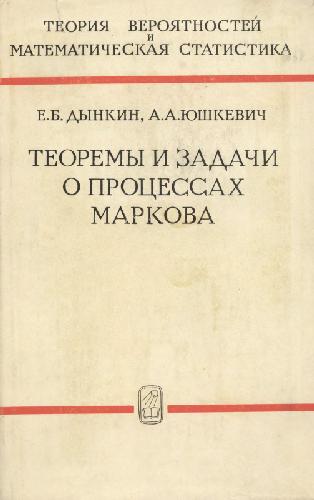 ТЕОРИЯ ВЕРОЯТНОСТЕЙ
И
МАТЕМАТИЧЕСКАЯ СТАТИСТИКА
Е.Б. ДЫНКИН, А.А.ЮШКЕВИЧ
ТЕОРЕМЫ И ЗАДАЧИ
О ПРОЦЕССАХ
МАРКОВА